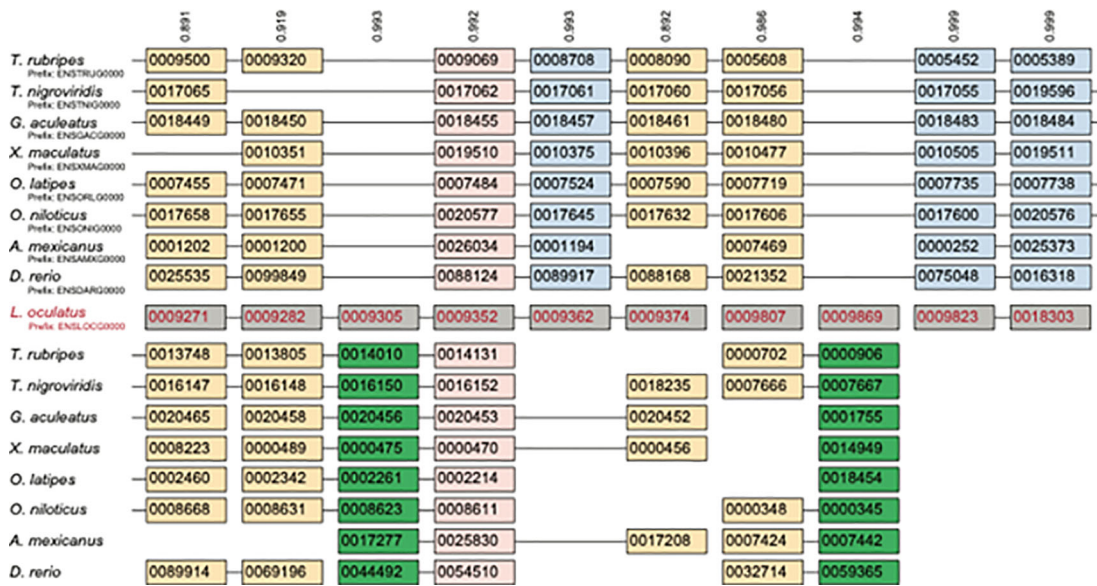 0.891 0.919 0.993 0.992 0.993 0.892 0.986 0.994 0.999 0.999
T. rubripes 0009500 0009320 0009069 0008708 0008090 0005608 0005452 0005389
Prefix: ENSTRUG0000
T. nigroviridis 0017065 0017062 0017061 0017060 0017056 0017055 0019596
Prefix: ENSTNIG0000
G. aculeatus 0018449 0018450 0018455 0018457 0018461 0018480 0018483 0018484
Prefix: ENSGACG0000
X. maculatus 0010351 0019510 0010375 0010396 0010477 0010505 0019511
Prefix: ENSXMAG0000
O. latipes 0007455 0007471 0007484 0007524 0007590 0007719 0007735 0007738
Prefix: ENSORLG0000
O. niloticus 0017658 0017655 0020577 0017645 0017632 0017606 0017600 0020576
Prefix: ENSONIG0000
A. mexicanus 0001202 0001200 0026034 0001194 0007469 0000252 0025373
Prefix: ENSAMXG0000
D. rerio 0025535 0099849 0088124 0089917 0088168 0021352 0075048 0016318
Prefix: ENSDARG0000
L. oculatus 0009271 0009282 0009305 0009352 0009362 0009374 0009807 0009869 0009823 0018303
Prefix: ENSLOCG0000
T. rubripes 0013748 0013805 0014010 0014131 0000702 0000906
T. nigroviridis 0016147 0016148 0016150 0016152 0018235 0007666 0007667
G. aculeatus 0020465 0020458 0020456 0020453 0020452 0001755
X. maculatus 0008223 0000489 0000475 0000470 0000456 0014949
O. latipes 0002460 0002342 0002261 0002214 0018454
O. niloticus 0008668 0008631 0008623 0008611 0000348 0000345
A. mexicanus 0017277 0025830 0017208 0007424 0007442
D. rerio 0089914 0069196 0044492 0054510 0032714 0059365